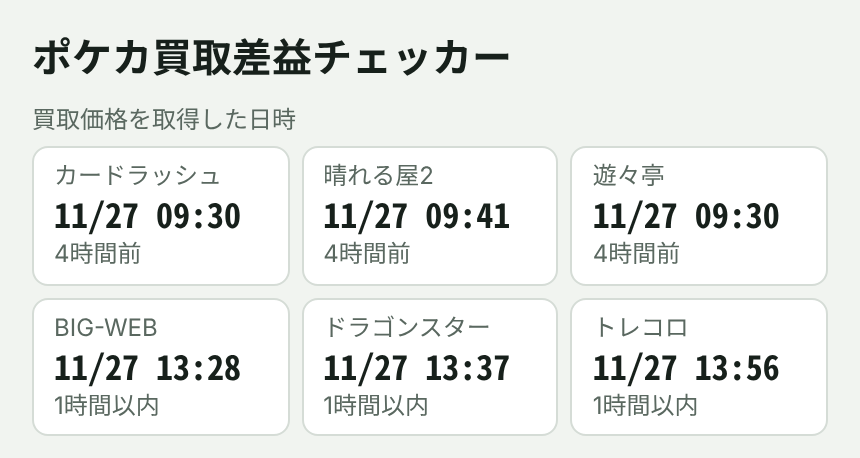 ポケカ買取差益チェッカー
買取価格を取得した日時
カードラッシュ
11/27 09:30
4時間前
晴れる屋2
11/27 09:41
4時間前
遊々亭
11/27 09:30
4時間前
BIG-WEB
11/27 13:28
1時間以内
ドラゴンスター
11/27 13:37
1時間以内
トレコロ
11/27 13:56
1時間以内